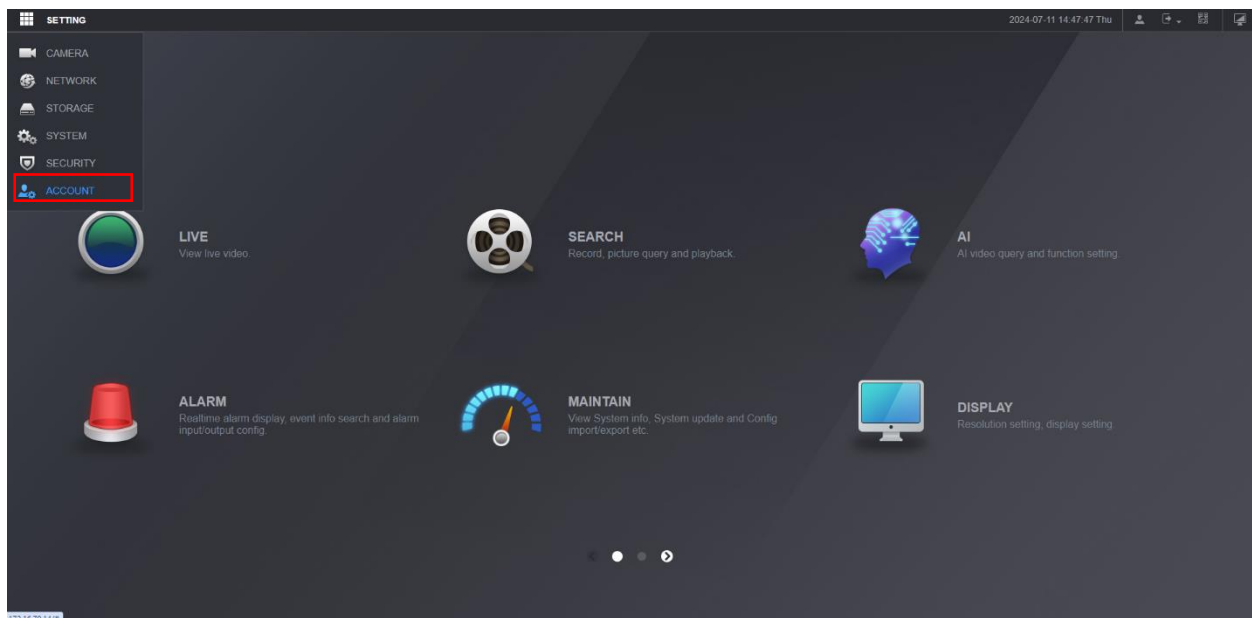 SETTING
2024-07-11 14:47:47 Thu
CAMERA
NETWORK
STORAGE
SYSTEM
SECURITY
ACCOUNT
LIVE
View live video.
SEARCH
Record, picture query and playback.
AI
AI video query and function setting
ALARM
Realtime alarm display, event info search and alarm
input/output config.
MAINTAIN
View System info, System update and Config
import/export etc.
DISPLAY
Resolution setting, display setting.